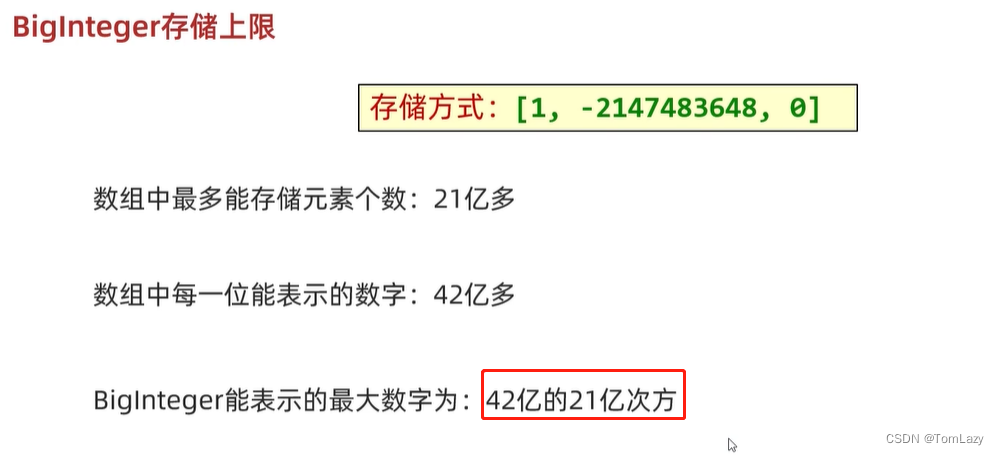 BigInteger存储上限
存储方式：[1, -2147483648, 0]
数组中最多能存储元素个数：21亿多
数组中每一位能表示的数字：42亿多
BigInteger能表示的最大数字为：42亿的21亿次方
CSDN @TomLazy